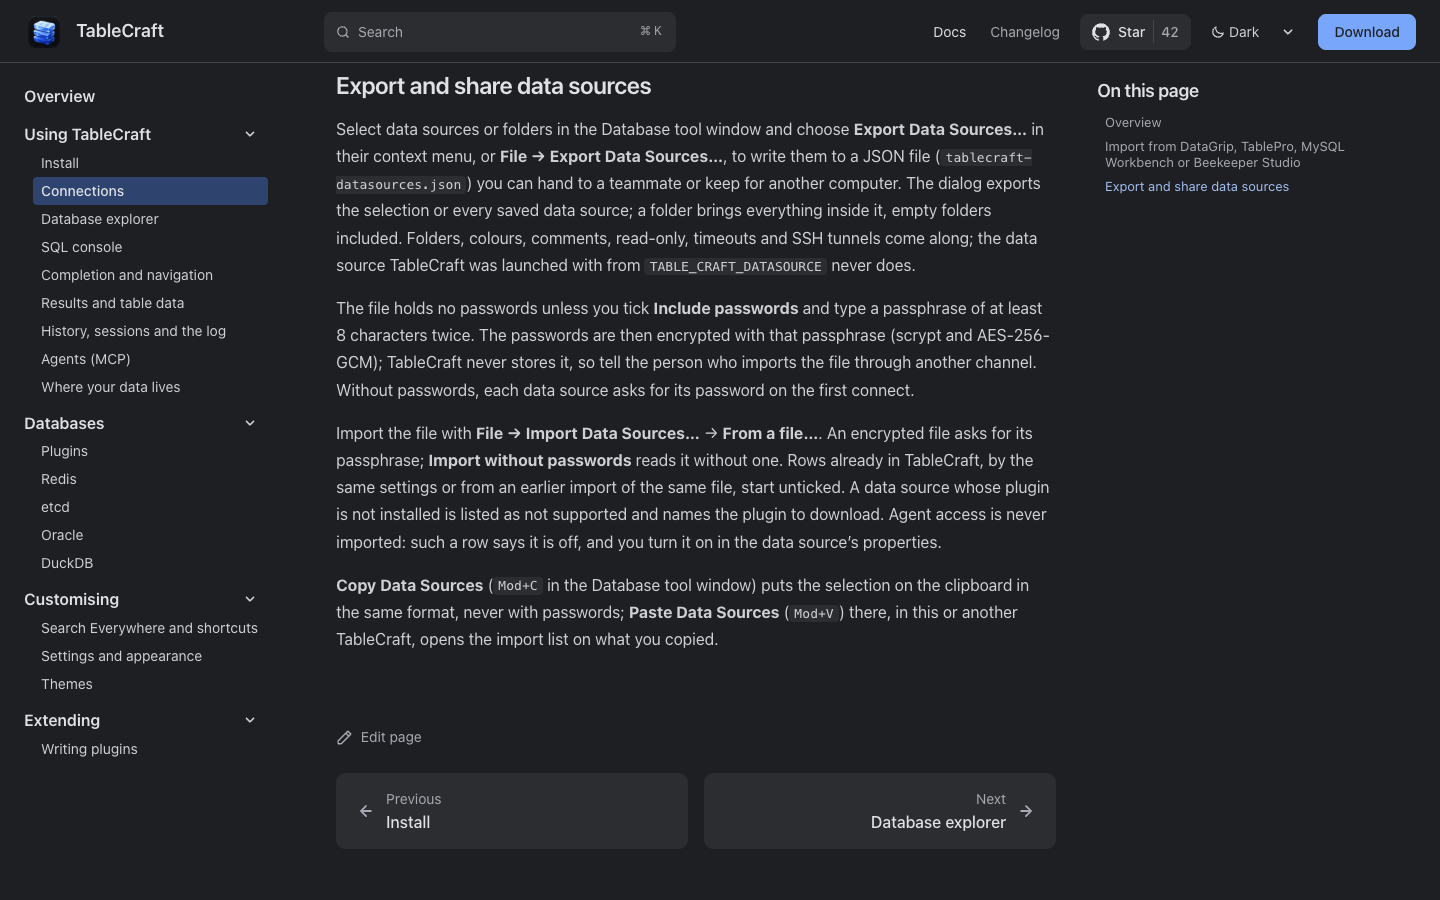 TableCraft
Search
⌘ K
Docs
Changelog
Star
42
Dark
Download
Overview
Using TableCraft
Install
Connections
Database explorer
SQL console
Completion and navigation
Results and table data
History, sessions and the log
Agents (MCP)
Where your data lives
Databases
Plugins
Redis
etcd
Oracle
DuckDB
Customising
Search Everywhere and shortcuts
Settings and appearance
Themes
Extending
Writing plugins
Export and share data sources
Select data sources or folders in the Database tool window and choose Export Data Sources… in
their context menu, or File → Export Data Sources…, to write them to a JSON file (tablecraft-
datasources.json) you can hand to a teammate or keep for another computer. The dialog exports
the selection or every saved data source; a folder brings everything inside it, empty folders
included. Folders, colours, comments, read-only, timeouts and SSH tunnels come along; the data
source TableCraft was launched with from TABLE_CRAFT_DATASOURCE never does.
The file holds no passwords unless you tick Include passwords and type a passphrase of at least
8 characters twice. The passwords are then encrypted with that passphrase (scrypt and AES-256-
GCM); TableCraft never stores it, so tell the person who imports the file through another channel.
Without passwords, each data source asks for its password on the first connect.
Import the file with File → Import Data Sources… → From a file…. An encrypted file asks for its
passphrase; Import without passwords reads it without one. Rows already in TableCraft, by the
same settings or from an earlier import of the same file, start unticked. A data source whose plugin
is not installed is listed as not supported and names the plugin to download. Agent access is never
imported: such a row says it is off, and you turn it on in the data source's properties.
Copy Data Sources (Mod+C in the Database tool window) puts the selection on the clipboard in
the same format, never with passwords; Paste Data Sources (Mod+V) there, in this or another
TableCraft, opens the import list on what you copied.
Edit page
Previous
Install
Next
Database explorer
On this page
Overview
Import from DataGrip, TablePro, MySQL
Workbench or Beekeeper Studio
Export and share data sources